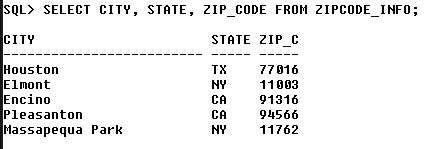 SQL> SELECT CITY, STATE, ZIP_CODE FROM ZIPCODE_INFO;
CITY STATE ZIP_C
------------------------- ----- -----
Houston TX 77016
Elmont NY 11003
Encino CA 91316
Pleasanton CA 94566
Massapequa Park NY 11762